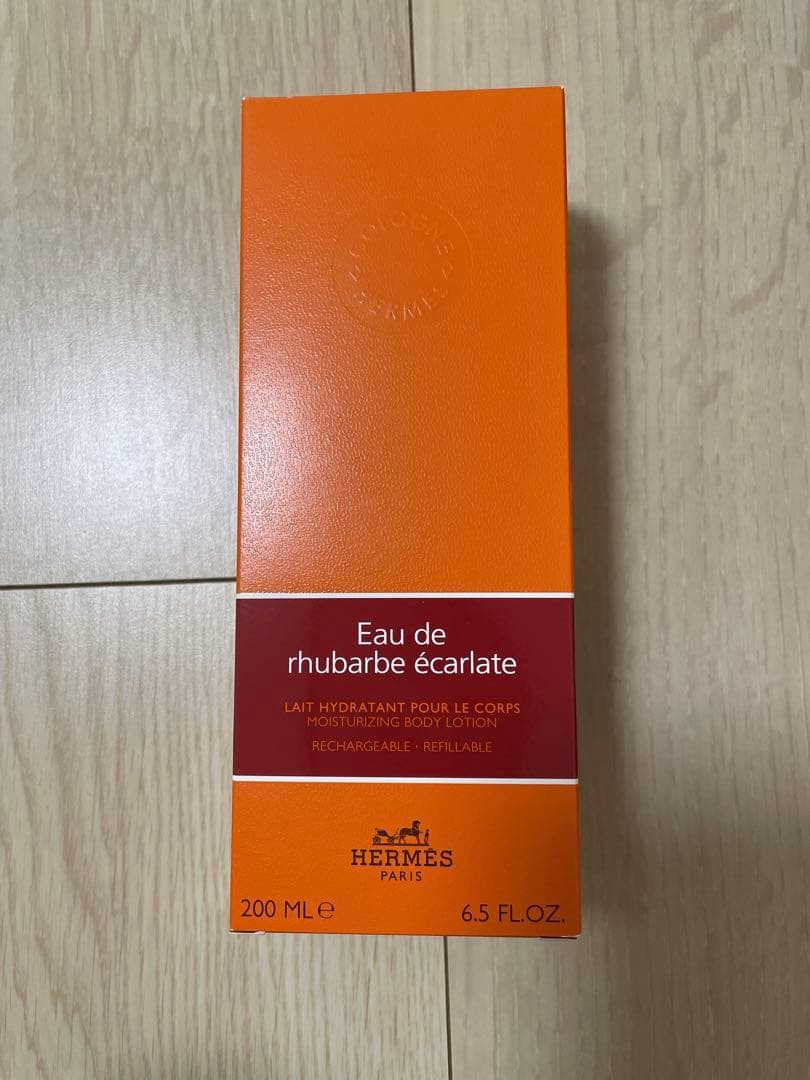 COLOGNE
HERMES
Eau de
rhubarbe écarlate
LAIT HYDRATANT POUR LE CORPS
MOISTURIZING BODY LOTION
RECHARGEABLE · REFILLABLE
HERMÈS
PARIS
200 ML ℮
6.5 FL.OZ.